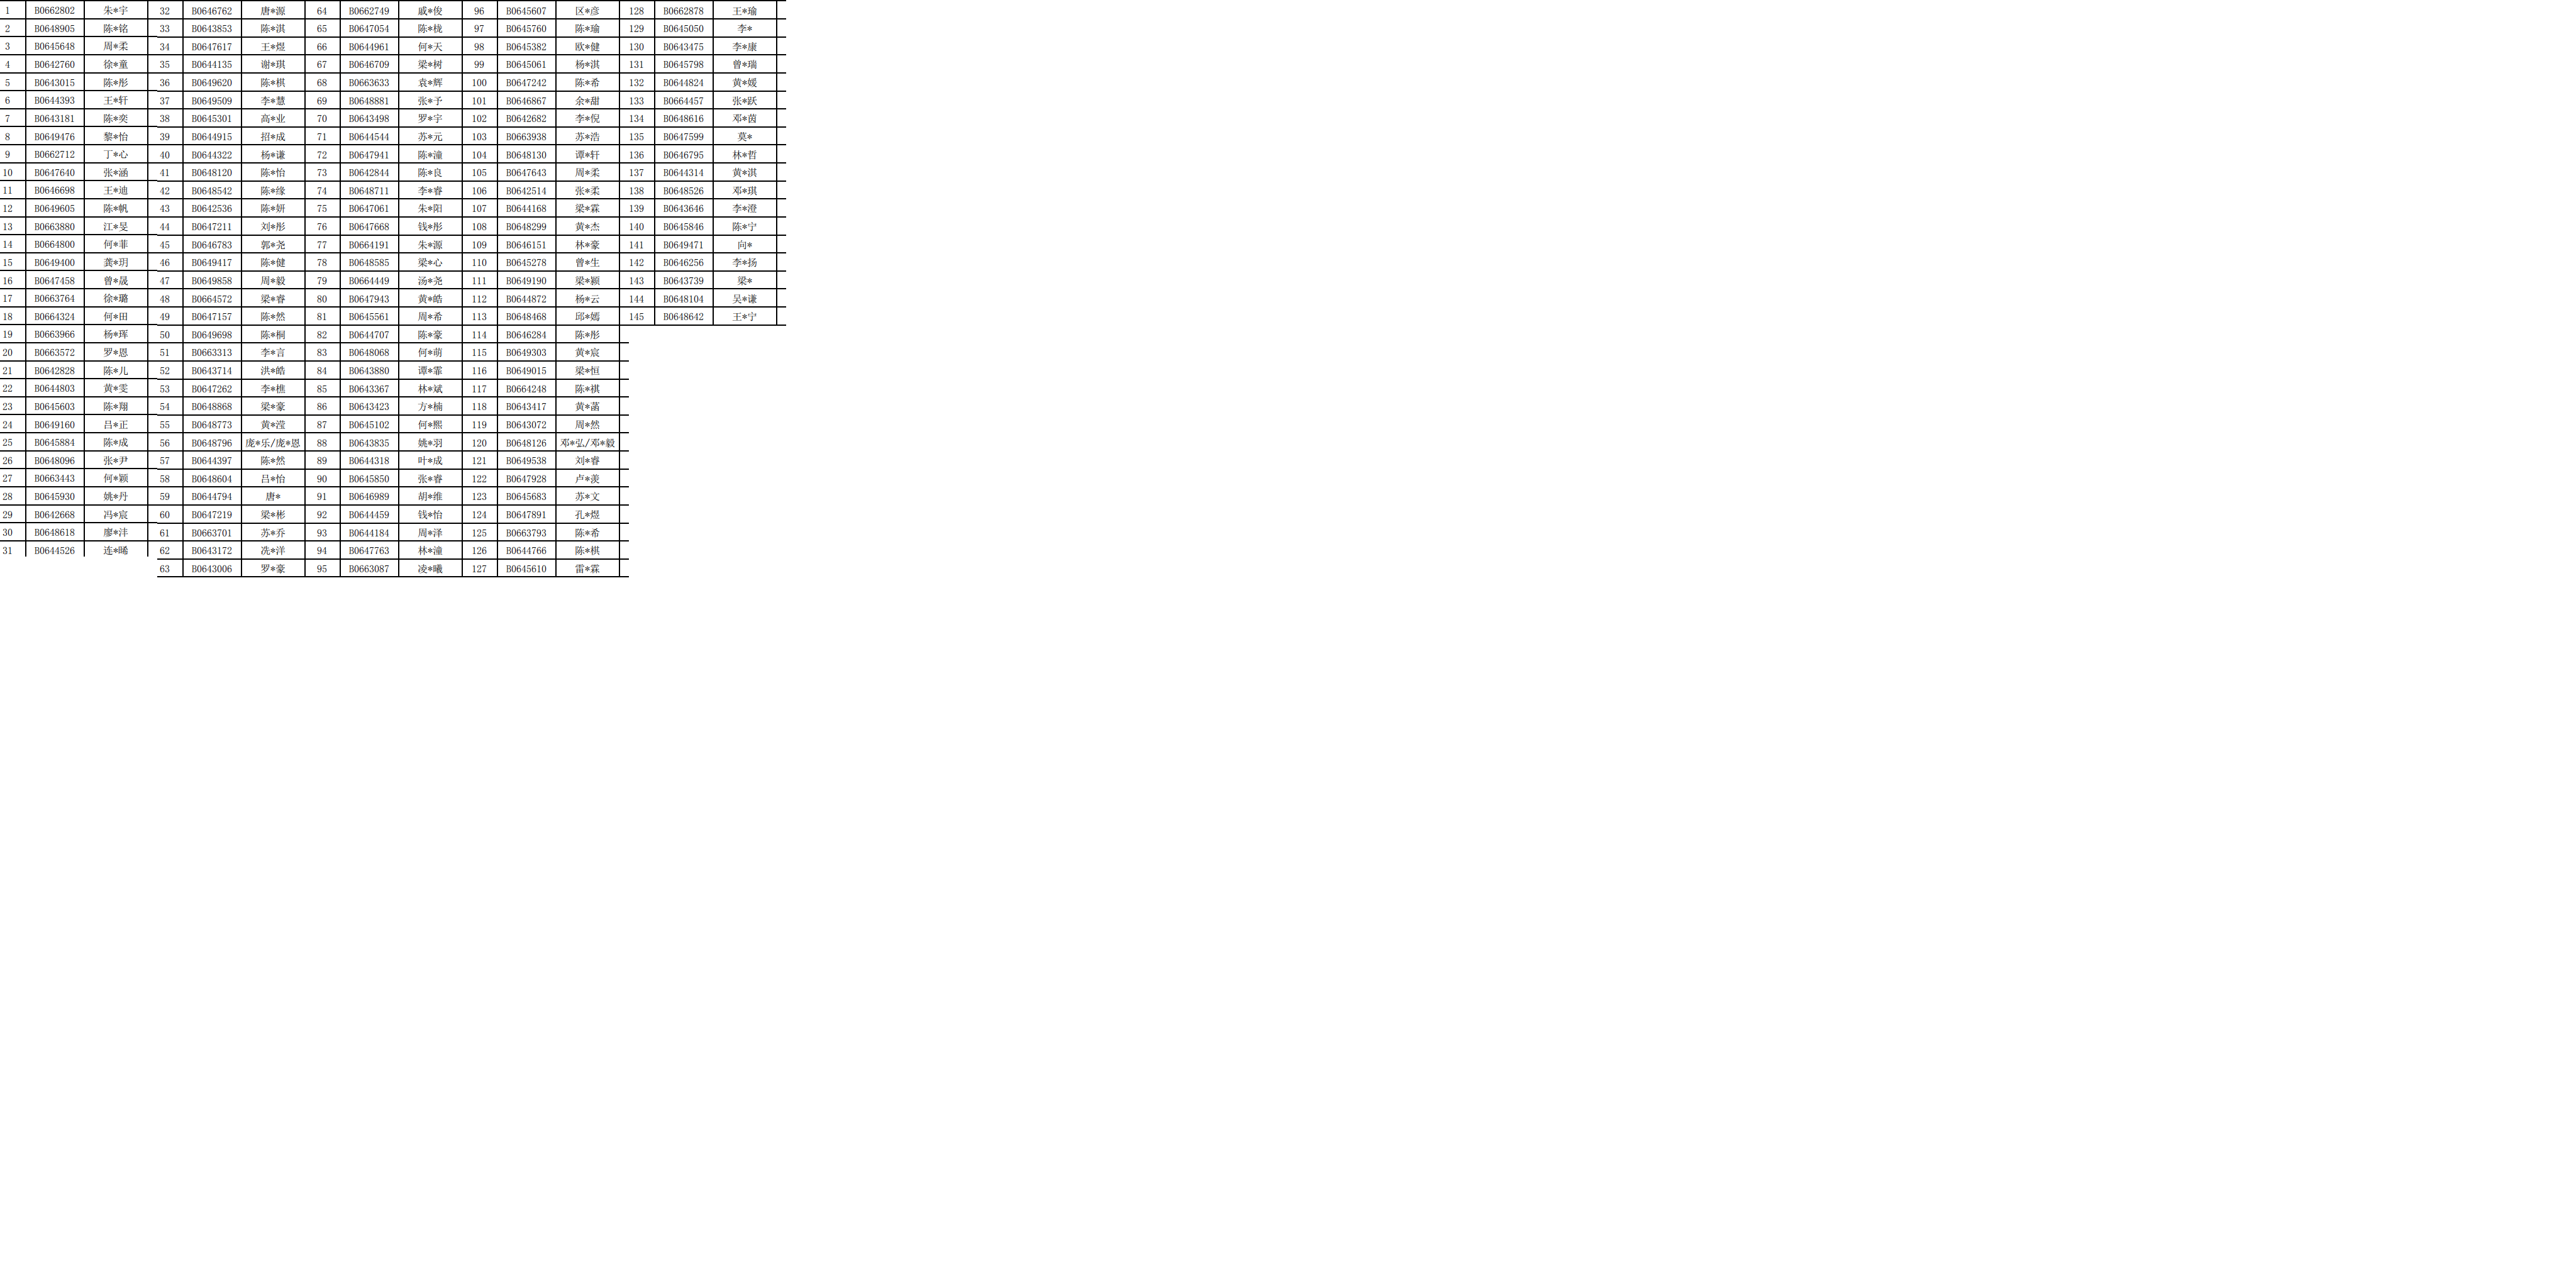 1 B0662802 朱*宇
2 B0648905 陈*铭
3 B0645648 周*柔
4 B0642760 徐*童
5 B0643015 陈*彤
6 B0644393 王*轩
7 B0643181 陈*奕
8 B0649476 黎*怡
9 B0662712 丁*心
10 B0647640 张*涵
11 B0646698 王*迪
12 B0649605 陈*帆
13 B0663880 江*旻
14 B0664800 何*菲
15 B0649400 龚*玥
16 B0647458 曾*晟
17 B0663764 徐*璐
18 B0664324 何*田
19 B0663966 杨*珲
20 B0663572 罗*恩
21 B0642828 陈*儿
22 B0644803 黄*雯
23 B0645603 陈*翔
24 B0649160 吕*正
25 B0645884 陈*成
26 B0648096 张*尹
27 B0663443 何*颖
28 B0645930 姚*丹
29 B0642668 冯*宸
30 B0648618 廖*沣
31 B0644526 连*晞
32 B0646762 唐*源
33 B0643853 陈*淇
34 B0647617 王*煜
35 B0644135 谢*琪
36 B0649620 陈*棋
37 B0649509 李*慧
38 B0645301 高*业
39 B0644915 招*成
40 B0644322 杨*谦
41 B0648120 陈*怡
42 B0648542 陈*缘
43 B0642536 陈*妍
44 B0647211 刘*彤
45 B0646783 郭*尧
46 B0649417 陈*健
47 B0649858 周*毅
48 B0664572 梁*睿
49 B0647157 陈*然
50 B0649698 陈*桐
51 B0663313 李*言
52 B0643714 洪*皓
53 B0647262 李*樵
54 B0648868 梁*豪
55 B0648773 黄*滢
56 B0648796 庞*乐/庞*恩
57 B0644397 陈*然
58 B0648604 吕*怡
59 B0644794 唐*
60 B0647219 梁*彬
61 B0663701 苏*乔
62 B0643172 冼*洋
63 B0643006 罗*豪
64 B0662749 戚*俊
65 B0647054 陈*栊
66 B0644961 何*天
67 B0646709 梁*树
68 B0663633 袁*辉
69 B0648881 张*予
70 B0643498 罗*宇
71 B0644544 苏*元
72 B0647941 陈*潼
73 B0642844 陈*良
74 B0648711 李*睿
75 B0647061 朱*阳
76 B0647668 钱*彤
77 B0664191 朱*源
78 B0648585 梁*心
79 B0664449 汤*尧
80 B0647943 黄*皓
81 B0645561 周*希
82 B0644707 陈*豪
83 B0648068 何*萌
84 B0643880 谭*霏
85 B0643367 林*斌
86 B0643423 方*楠
87 B0645102 何*熙
88 B0643835 姚*羽
89 B0644318 叶*成
90 B0645850 张*睿
91 B0646989 胡*维
92 B0644459 钱*怡
93 B0644184 周*泽
94 B0647763 林*潼
95 B0663087 凌*曦
96 B0645607 区*彦
97 B0645760 陈*瑜
98 B0645382 欧*健
99 B0645061 杨*淇
100 B0647242 陈*希
101 B0646867 余*甜
102 B0642682 李*倪
103 B0663938 苏*浩
104 B0648130 谭*轩
105 B0647643 周*柔
106 B0642514 张*柔
107 B0644168 梁*霖
108 B0648299 黄*杰
109 B0646151 林*豪
110 B0645278 曾*生
111 B0649190 梁*颖
112 B0644872 杨*云
113 B0648468 邱*嫣
114 B0646284 陈*彤
115 B0649303 黄*宸
116 B0649015 梁*恒
117 B0664248 陈*祺
118 B0643417 黄*菡
119 B0643072 周*然
120 B0648126 邓*弘/邓*毅
121 B0649538 刘*睿
122 B0647928 卢*羡
123 B0645683 苏*文
124 B0647891 孔*煜
125 B0663793 陈*希
126 B0644766 陈*棋
127 B0645610 雷*霖
128 B0662878 王*瑜
129 B0645050 李*
130 B0643475 李*康
131 B0645798 曾*瑞
132 B0644824 黄*媛
133 B0664457 张*跃
134 B0648616 邓*茵
135 B0647599 莫*
136 B0646795 林*哲
137 B0644314 黄*淇
138 B0648526 邓*琪
139 B0643646 李*澄
140 B0645846 陈*宁
141 B0649471 向*
142 B0646256 李*扬
143 B0643739 梁*
144 B0648104 吴*谦
145 B0648642 王*宁